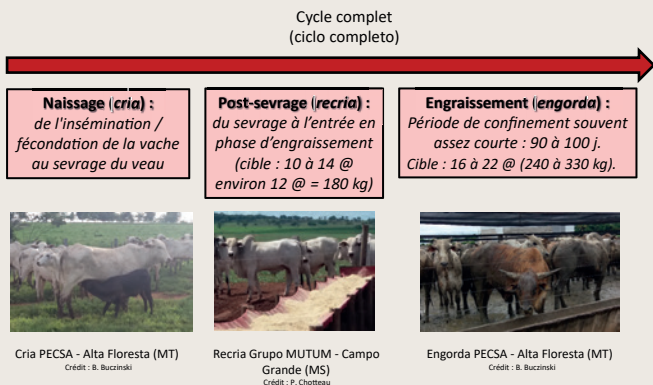 Cycle complet
(ciclo completo)
Naissage (cria) :
de l'insémination /
fécondation de la vache
au sevrage du veau
Post-sevrage (recria) :
du sevrage à l'entrée en
phase d'engraissement
(cible : 10 à 14 @
environ 12 @ = 180 kg)
Engraissement (engorda) :
Période de confinement souvent
assez courte : 90 à 100 j.
Cible : 16 à 22 @ (240 à 330 kg).
Cria PECSA - Alta Floresta (MT)
Crédit : B. Buczinski
Recria Grupo MUTUM - Campo
Grande (MS)
Crédit : P. Chotteau
Engorda PECSA - Alta Floresta (MT)
Crédit : B. Buczinski